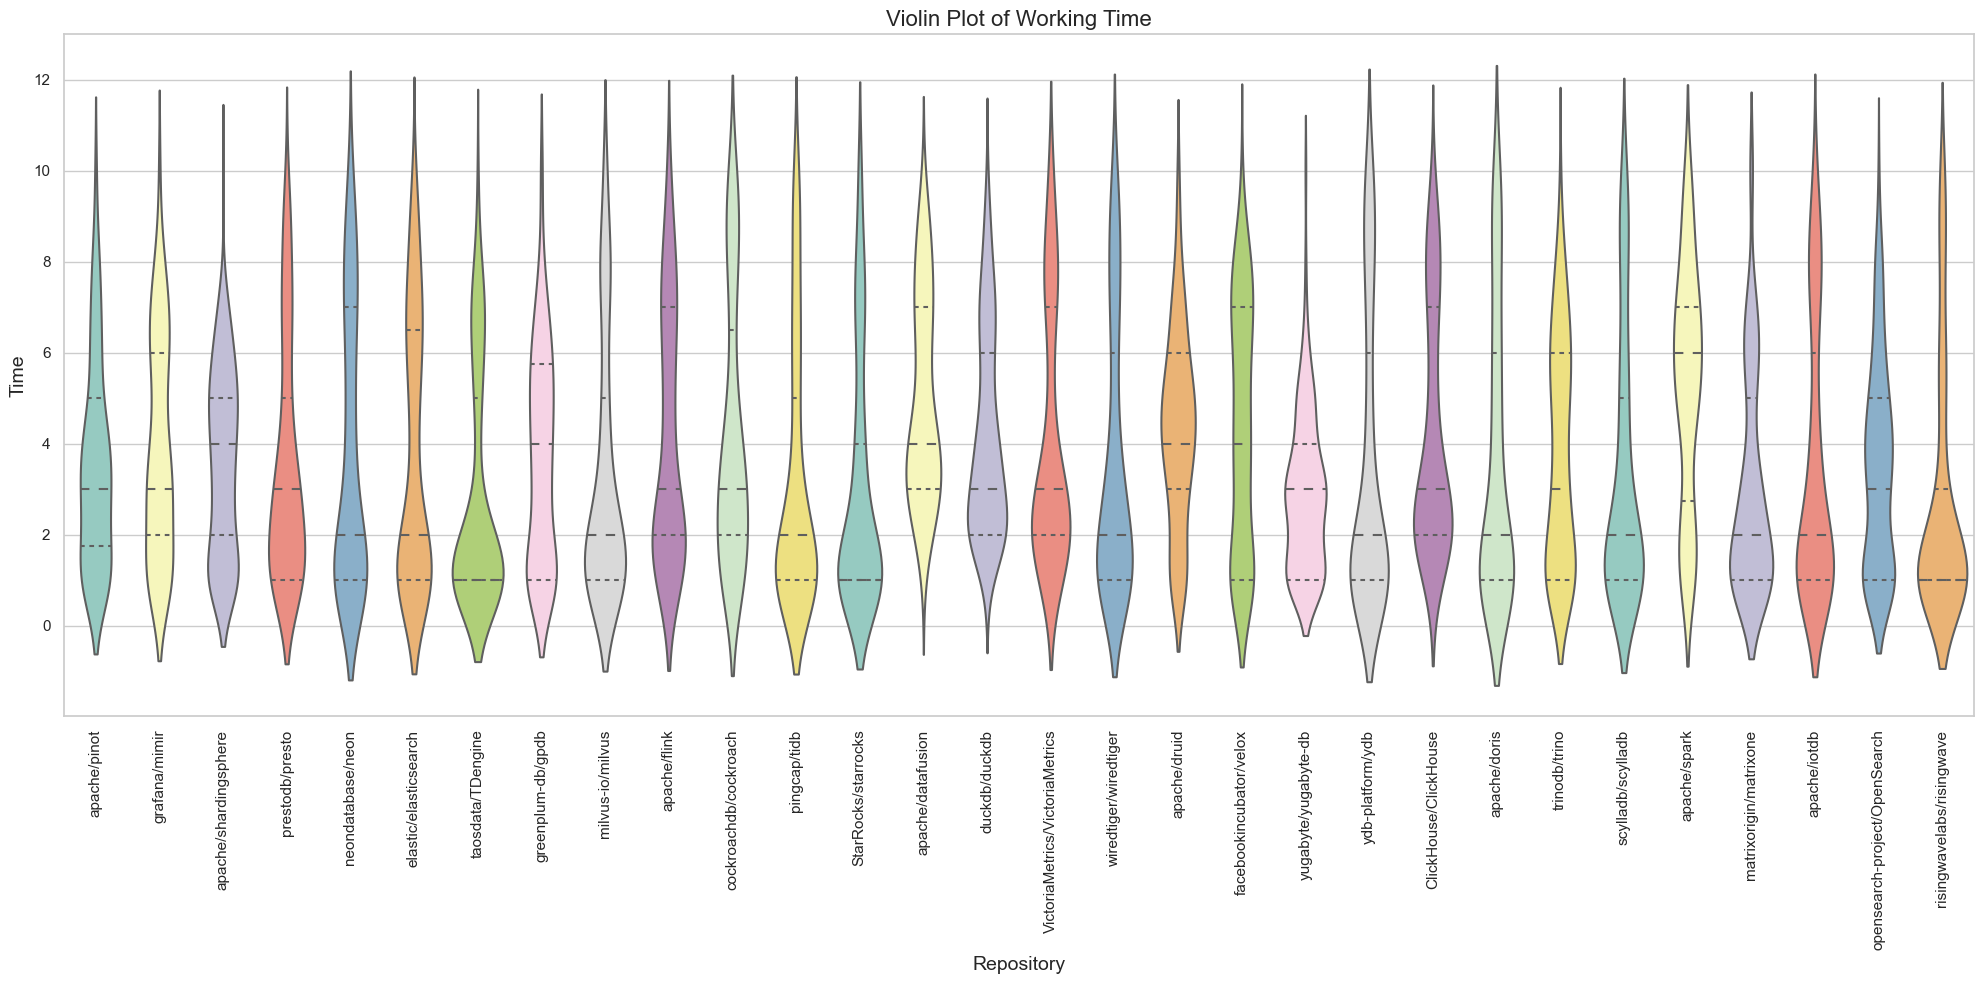 Violin Plot of Working Time
Time
12
10
8
6
4
2
0
apache/pinot
grafana/mimir
apache/shardingsphere
prestodb/presto
neondatabase/neon
elastic/elasticsearch
taosdata/TDengine
greenplum-db/gpdb
milvus-io/milvus
apache/flink
cockroachdb/cockroach
pingcap/tidb
StarRocks/starrocks
apache/datafusion
duckdb/duckdb
VictoriaMetrics/VictoriaMetrics
wiredtiger/wiredtiger
apache/druid
facebookincubator/velox
yugabyte/yugabyte-db
ydb-platform/ydb
ClickHouse/ClickHouse
apache/doris
trinodb/trino
scylladb/scylladb
apache/spark
matrixorigin/matrixone
apache/iotdb
opensearch-project/OpenSearch
risingwavelabs/risingwave
Repository